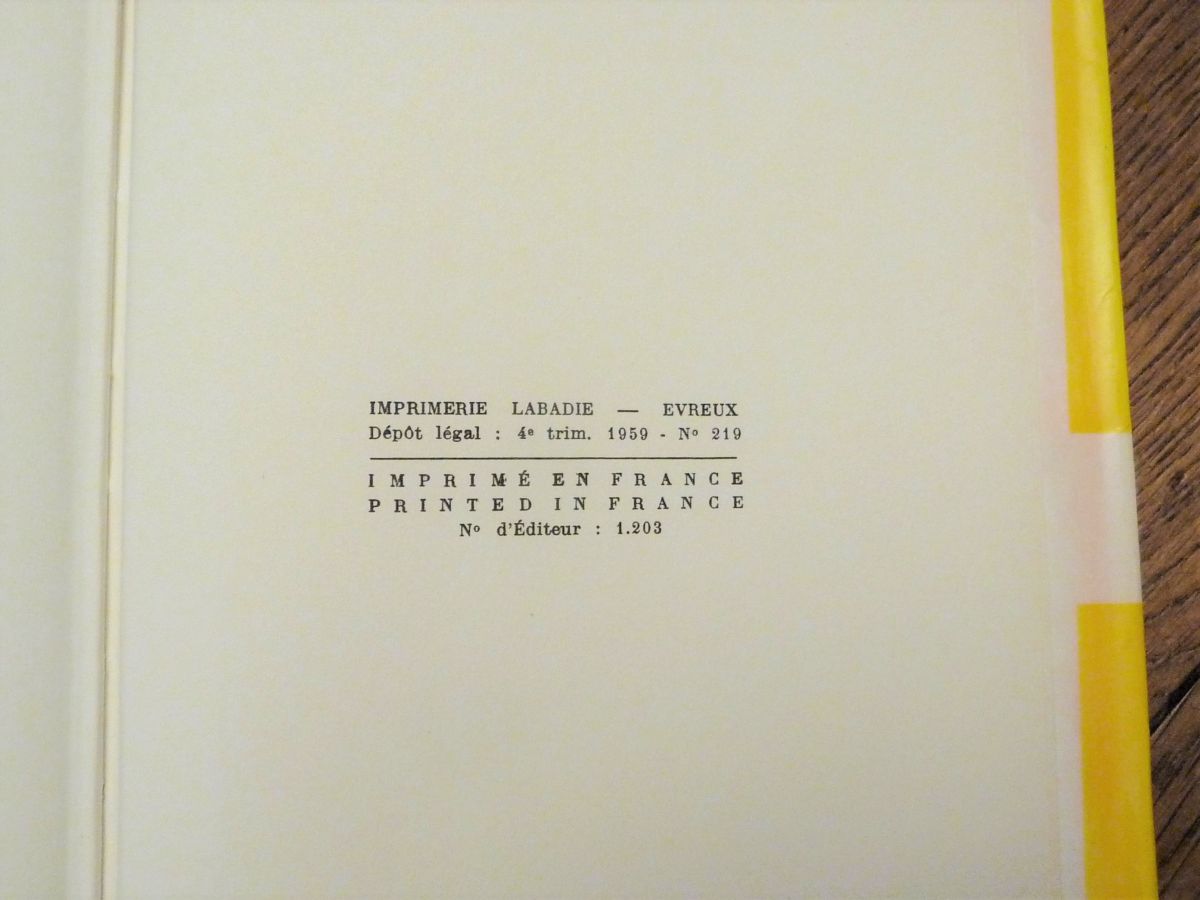 IMPRIMERIE LABADIE — EVREUX
Dépôt légal : 4e trim. 1959 - No 219
IMPRIMÉ EN FRANCE
PRINTED IN FRANCE
No d'Éditeur : 1.203